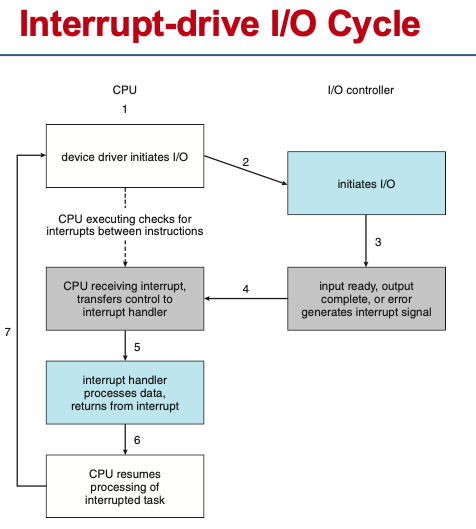 Interrupt-drive I/O Cycle
CPU
I/O controller
1
device driver initiates I/O
2
initiates I/O
CPU executing checks for
interrupts between instructions
3
CPU receiving interrupt,
transfers control to
interrupt handler
4
input ready, output
complete, or error
generates interrupt signal
7
5
interrupt handler
processes data,
returns from interrupt
6
CPU resumes
processing of
interrupted task